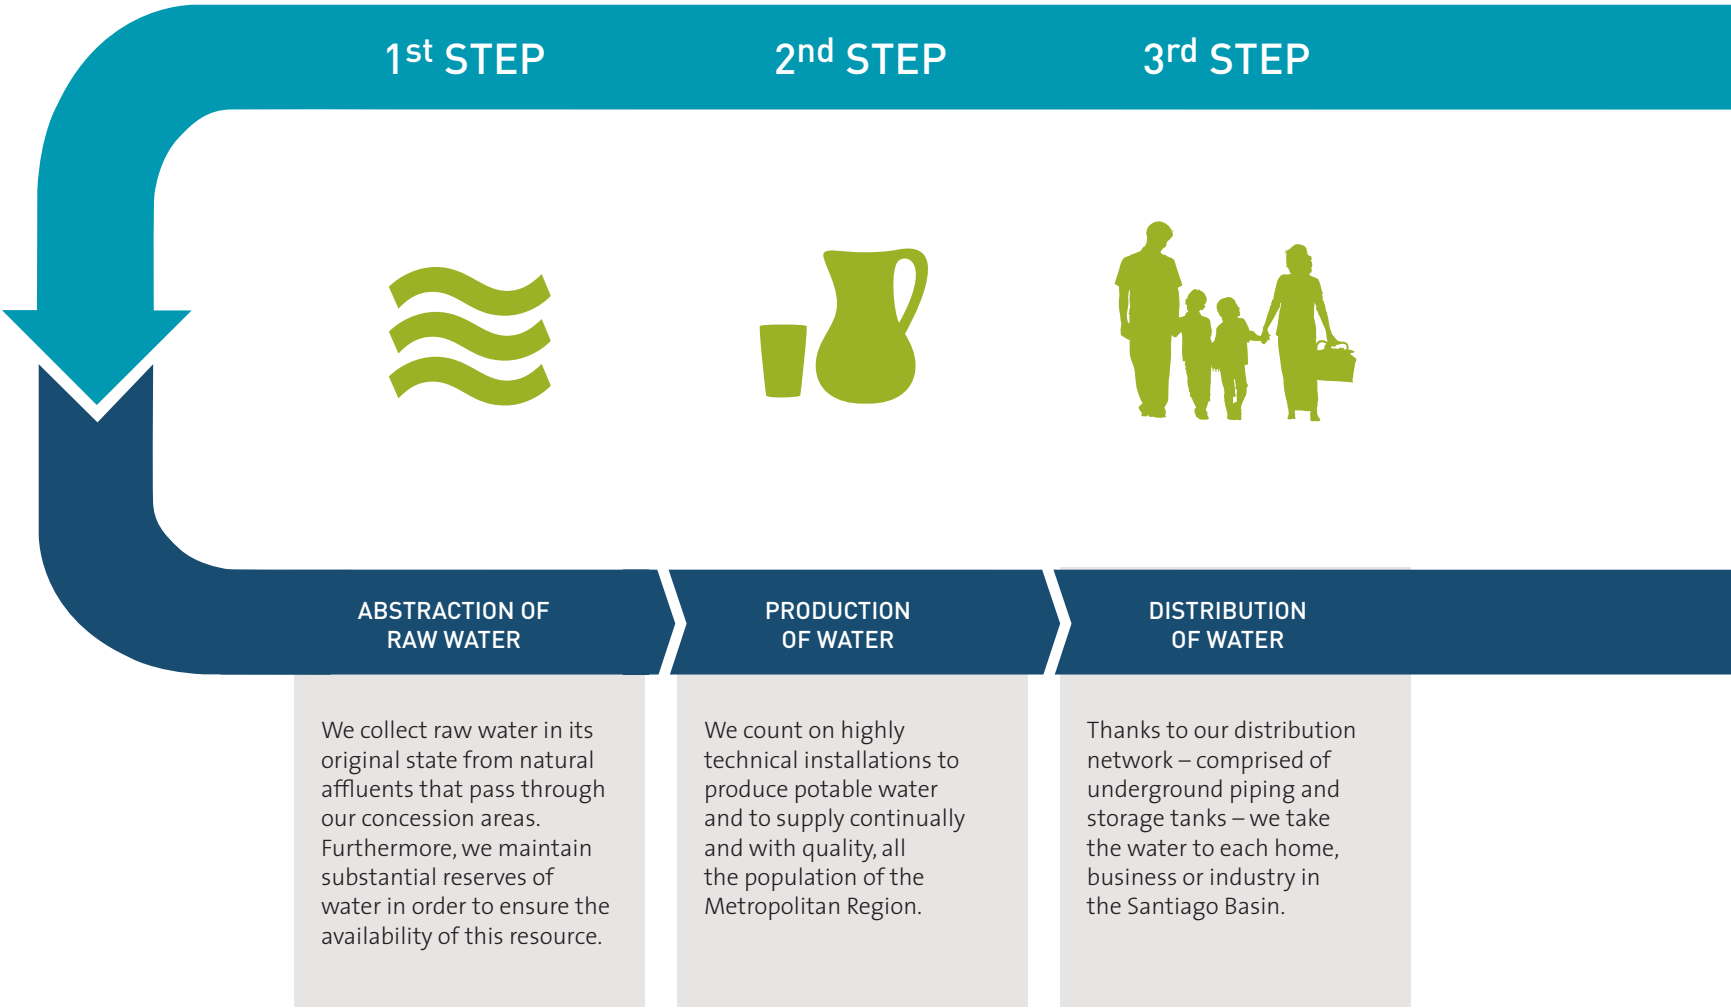 1st STEP
2nd STEP
3rd STEP
ABSTRACTION OF
RAW WATER
PRODUCTION
OF WATER
DISTRIBUTION
OF WATER
We collect raw water in its
original state from natural
affluents that pass through
our concession areas.
Furthermore, we maintain
substantial reserves of
water in order to ensure the
availability of this resource.
We count on highly
technical installations to
produce potable water
and to supply continually
and with quality, all
the population of the
Metropolitan Region.
Thanks to our distribution
network – comprised of
underground piping and
storage tanks – we take
the water to each home,
business or industry in
the Santiago Basin.